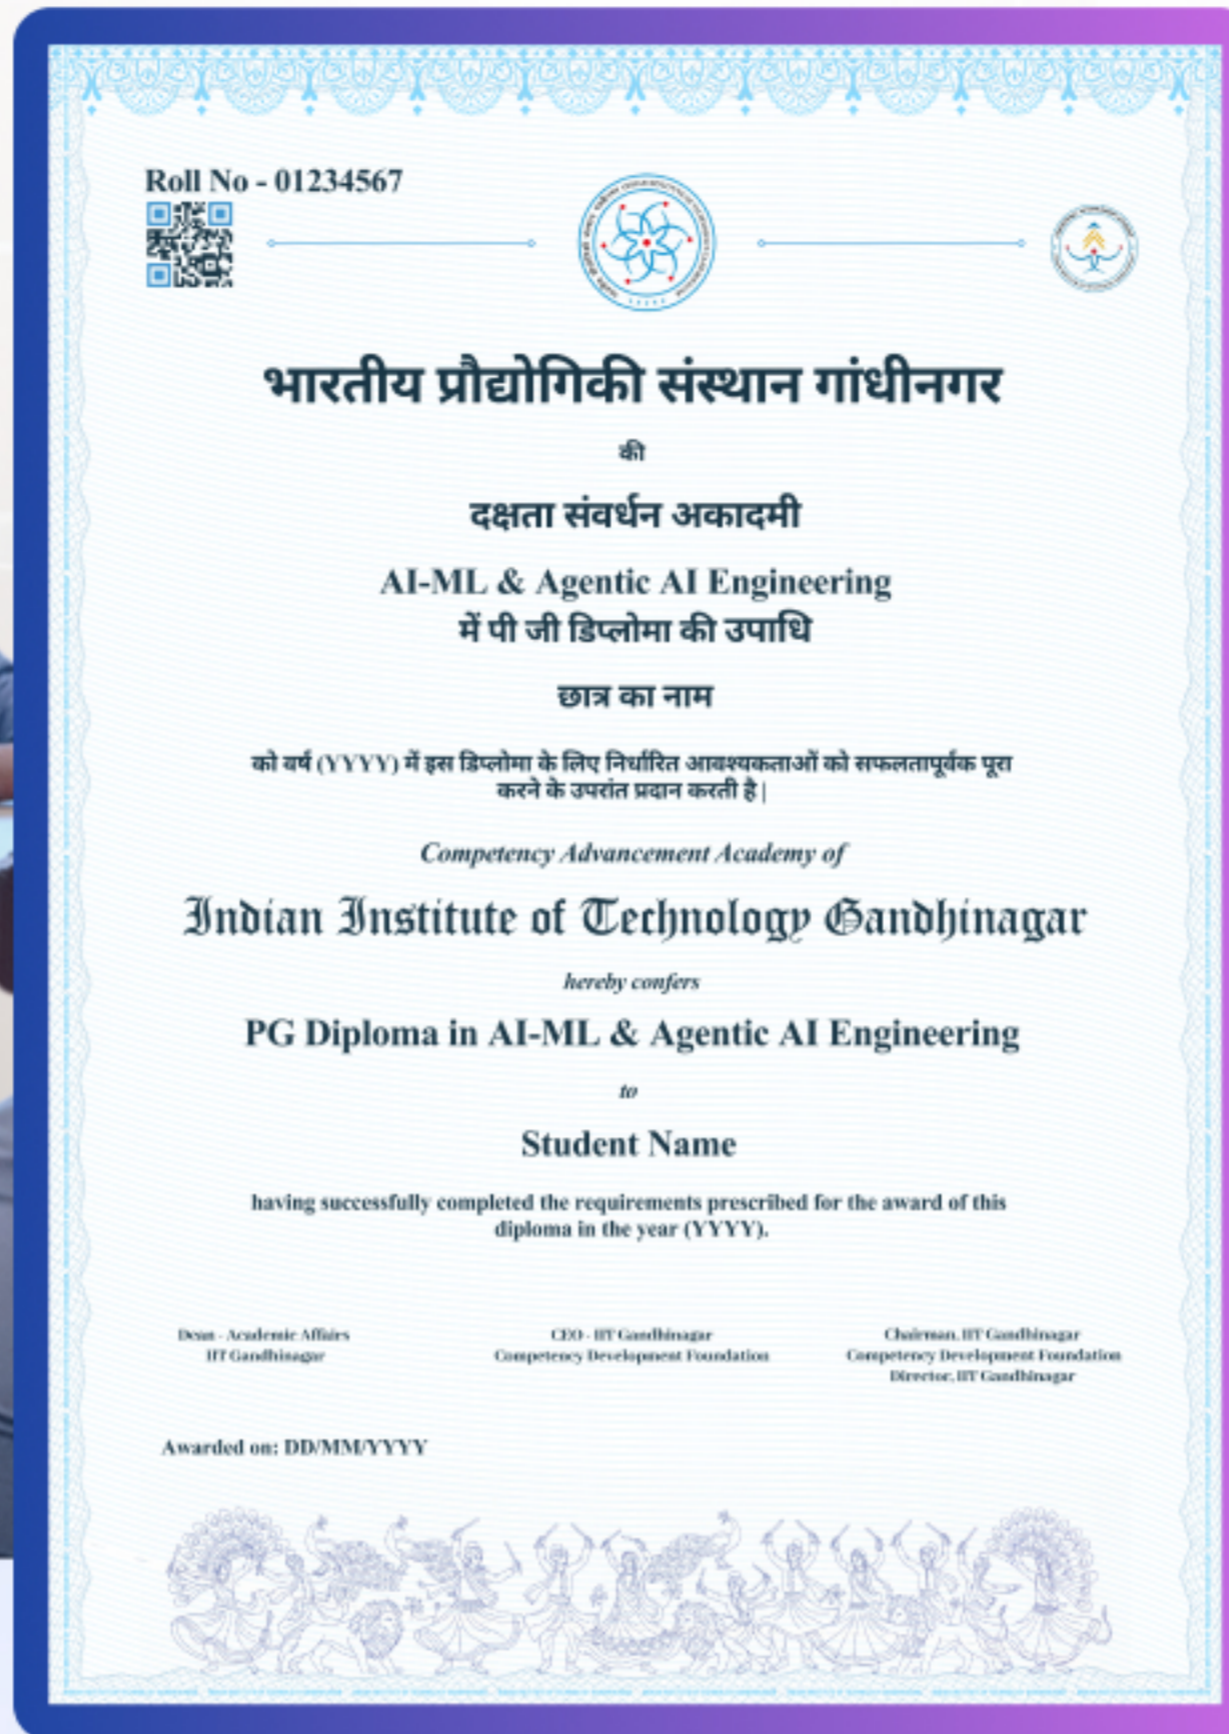 Roll No - 01234567
भारतीय प्रौद्योगिकी संस्थान गांधीनगर
की
दक्षता संवर्धन अकादमी
AI-ML & Agentic AI Engineering
में पी जी डिप्लोमा की उपाधि
छात्र का नाम
को वर्ष (YYYY) में इस डिप्लोमा के लिए निर्धारित आवश्यकताओं को सफलतापूर्वक पूरा
करने के उपरांत प्रदान करती है |
Competency Advancement Academy of
Indian Institute of Technology Gandhinagar
hereby confers
PG Diploma in AI-ML & Agentic AI Engineering
to
Student Name
having successfully completed the requirements prescribed for the award of this
diploma in the year (YYYY).
Dean - Academic Affairs
IIT Gandhinagar
CEO - IIT Gandhinagar
Competency Development Foundation
Chairman, IIT Gandhinagar
Competency Development Foundation
Director, IIT Gandhinagar
Awarded on: DD/MM/YYYY